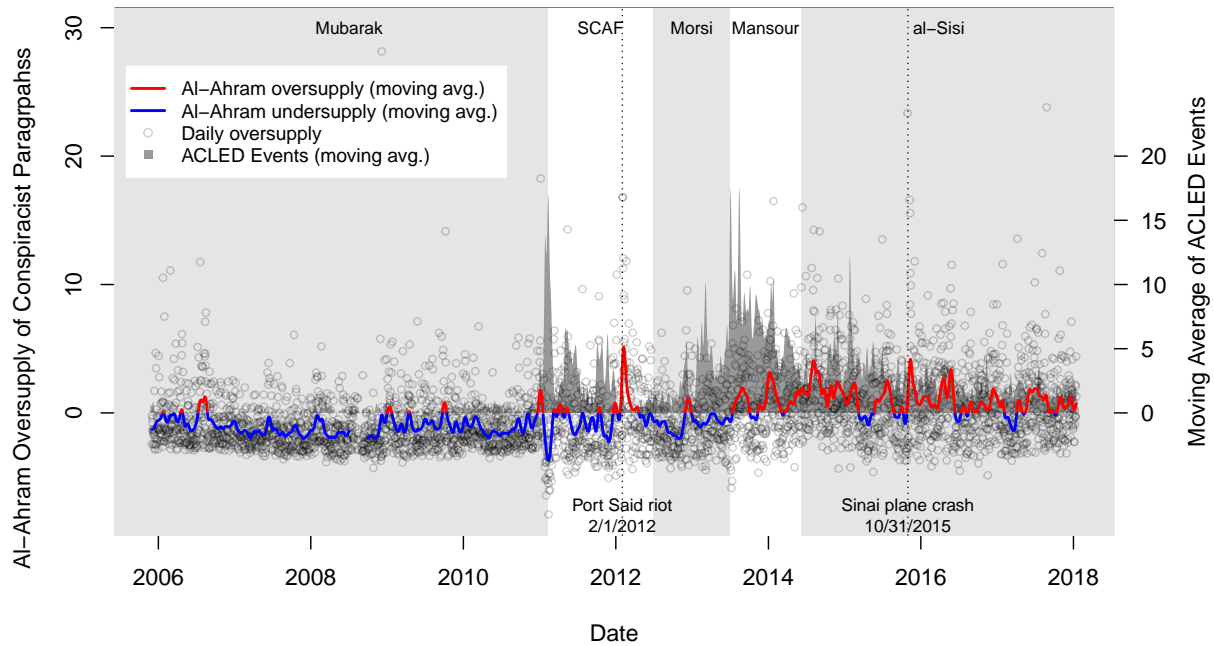 Mubarak SCAF Morsi Mansour al−Sisi
Al−Ahram oversupply (moving avg.)
Al−Ahram undersupply (moving avg.)
Daily oversupply
ACLED Events (moving avg.)
Al−Ahram Oversupply of Conspiracist Paragrpahss
30
20
10
0
Moving Average of ACLED Events
20
15
10
5
0
Port Said riot
2/1/2012
Sinai plane crash
10/31/2015
2006 2008 2010 2012 2014 2016 2018
Date